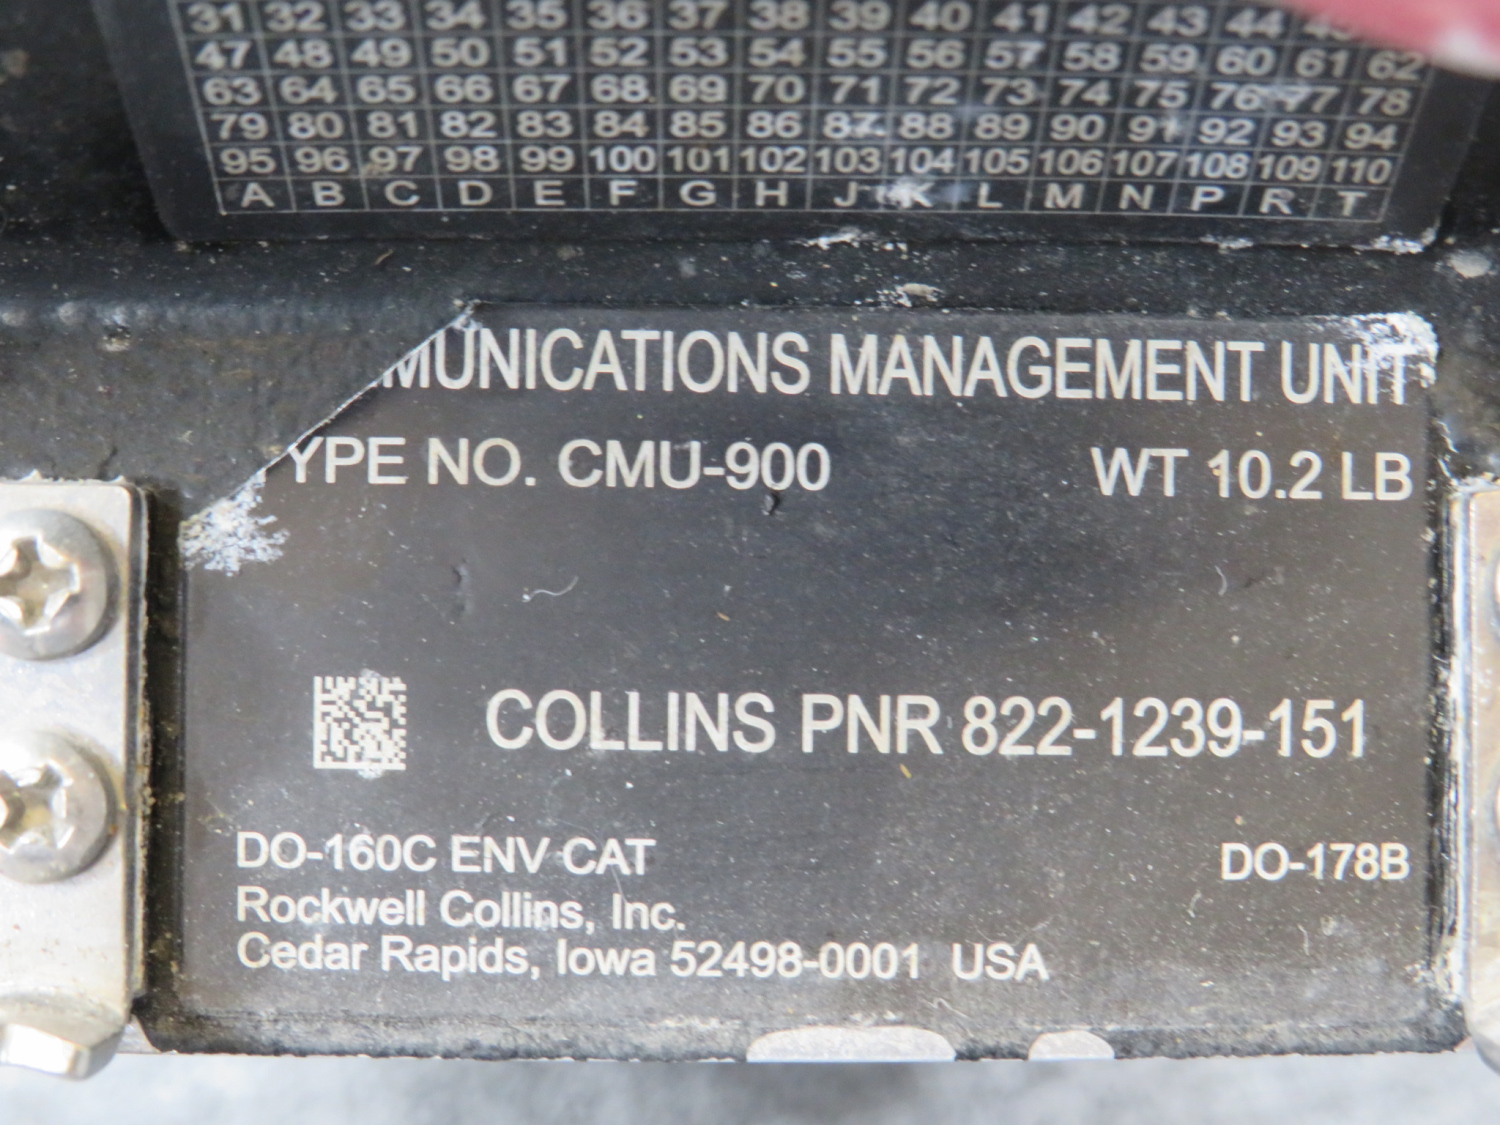 31 32 33 34 35 36 37 38 39 40 41 42 43 44
47 48 49 50 51 52 53 54 55 56 57 58 59 60 61 62
63 64 65 66 67 68 69 70 71 72 73 74 75 76 77 78
79 80 81 82 83 84 85 86 87 88 89 90 91 92 93 94
95 96 97 98 99 100 101 102 103 104 105 106 107 108 109 110
A B C D E F G H J K L M N P R T
MUNICATIONS MANAGEMENT UNIT
YPE NO. CMU-900 WT 10.2 LB
COLLINS PNR 822-1239-151
DO-160C ENV CAT DO-178B
Rockwell Collins, Inc.
Cedar Rapids, Iowa 52498-0001 USA